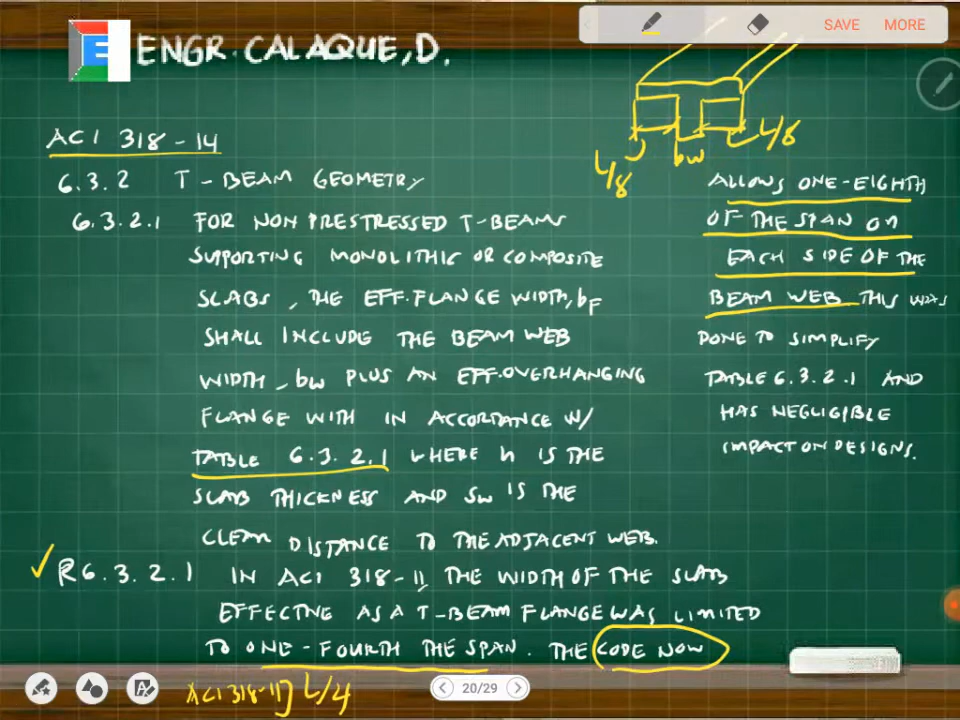 SAVE
MORE
E
ENGR. CALAQUE, D.
L/8
bw
L/8
ACI 318-14
6.3.2 T-BEAM GEOMETRY
6.3.2.1 FOR NON PRESTRESSED T-BEAMS
SUPPORTING MONOLITHIC OR COMPOSITE
SLABS, THE EFF. FLANGE WIDTH, bF
SHALL INCLUDE THE BEAM WEB
WIDTH, bw PLUS AN EFF. OVERHANGING
FLANGE WITH IN ACCORDANCE W/
TABLE 6.3.2.1 WHERE h IS THE
SLAB THICKNESS AND SW IS THE
CLEAR DISTANCE TO THE ADJACENT WEB.
R6.3.2.1 IN ACI 318-11, THE WIDTH OF THE SLAB
EFFECTIVE AS A T-BEAM FLANGE WAS LIMITED
TO ONE-FOURTH THE SPAN. THE CODE NOW
ALLOWS ONE-EIGHTH
OF THE SPAN ON
EACH SIDE OF THE
BEAM WEB. THIS WAS
DONE TO SIMPLIFY
TABLE 6.3.2.1 AND
HAS NEGLIGIBLE
IMPACT ON DESIGNS.
ACI 318-11] L/4
20/29